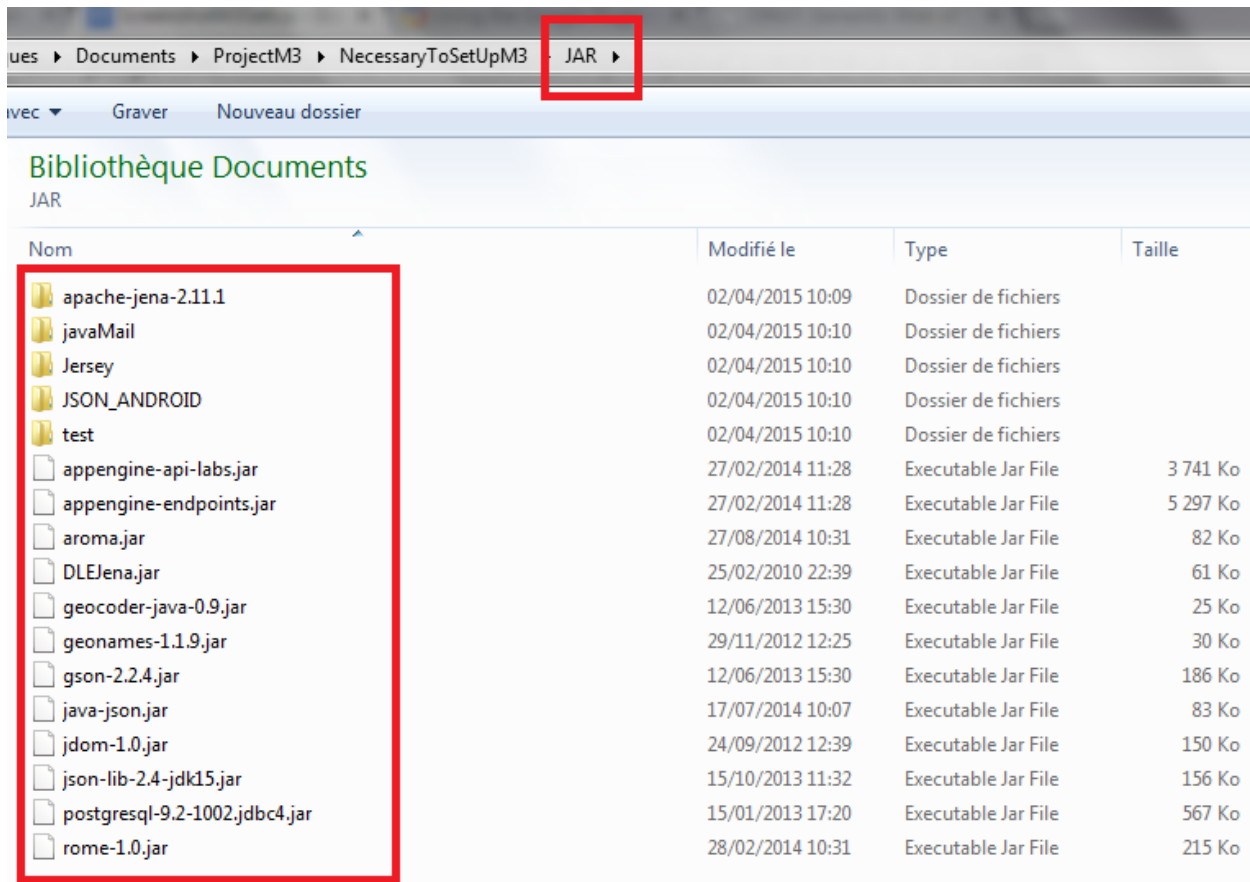 ues ▸ Documents ▸ ProjectM3 ▸ NecessaryToSetUpM3 JAR ▸
avec Graver Nouveau dossier
Bibliothèque Documents
JAR
Nom Modifié le Type Taille
apache-jena-2.11.1 02/04/2015 10:09 Dossier de fichiers
javaMail 02/04/2015 10:10 Dossier de fichiers
Jersey 02/04/2015 10:10 Dossier de fichiers
JSON_ANDROID 02/04/2015 10:10 Dossier de fichiers
test 02/04/2015 10:10 Dossier de fichiers
appengine-api-labs.jar 27/02/2014 11:28 Executable Jar File 3 741 Ko
appengine-endpoints.jar 27/02/2014 11:28 Executable Jar File 5 297 Ko
aroma.jar 27/08/2014 10:31 Executable Jar File 82 Ko
DLEJena.jar 25/02/2010 22:39 Executable Jar File 61 Ko
geocoder-java-0.9.jar 12/06/2013 15:30 Executable Jar File 25 Ko
geonames-1.1.9.jar 29/11/2012 12:25 Executable Jar File 30 Ko
gson-2.2.4.jar 12/06/2013 15:30 Executable Jar File 186 Ko
java-json.jar 17/07/2014 10:07 Executable Jar File 83 Ko
jdom-1.0.jar 24/09/2012 12:39 Executable Jar File 150 Ko
json-lib-2.4-jdk15.jar 15/10/2013 11:32 Executable Jar File 156 Ko
postgresql-9.2-1002.jdbc4.jar 15/01/2013 17:20 Executable Jar File 567 Ko
rome-1.0.jar 28/02/2014 10:31 Executable Jar File 215 Ko